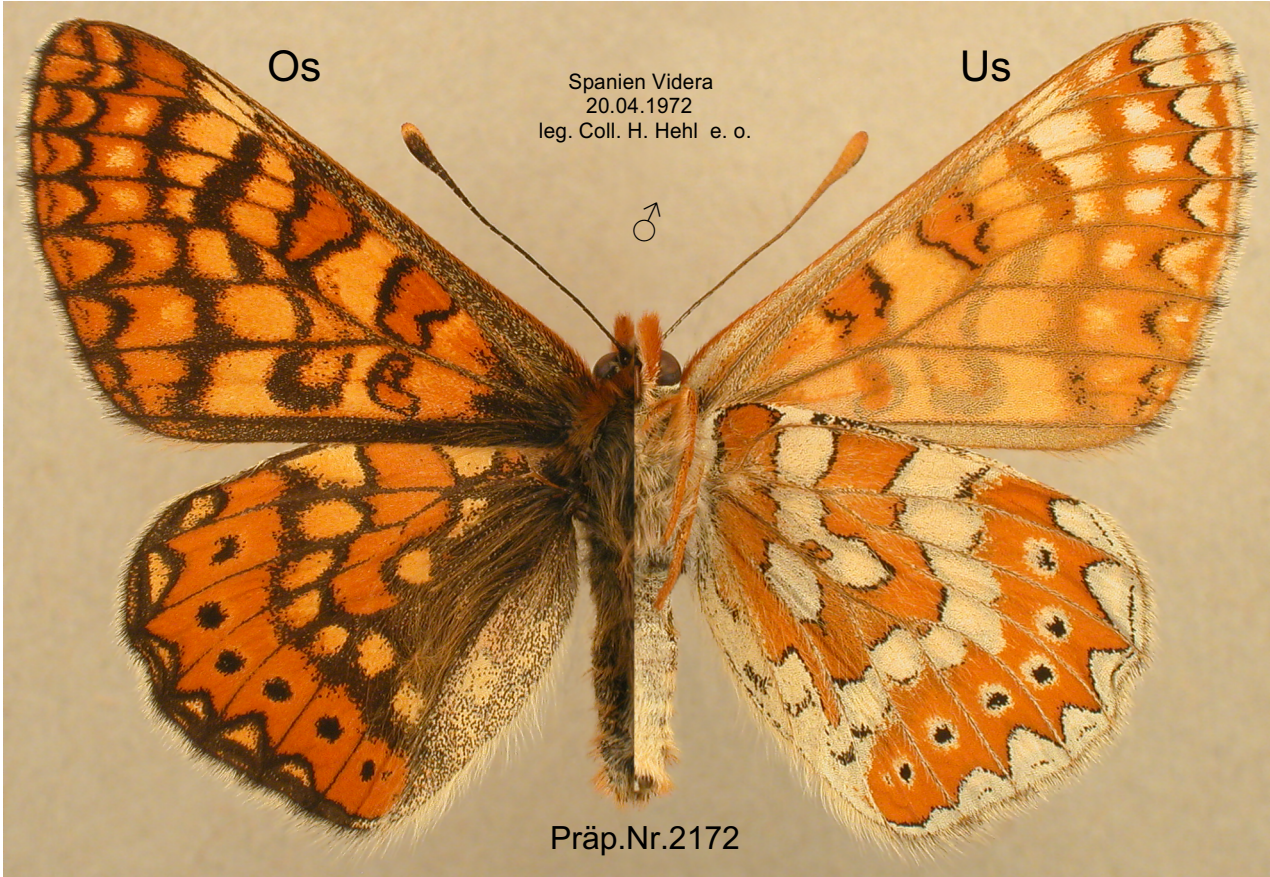 Os
Us
Spanien Videra
20.04.1972
leg. Coll. H. Hehl e. o.
♂
Präp.Nr.2172